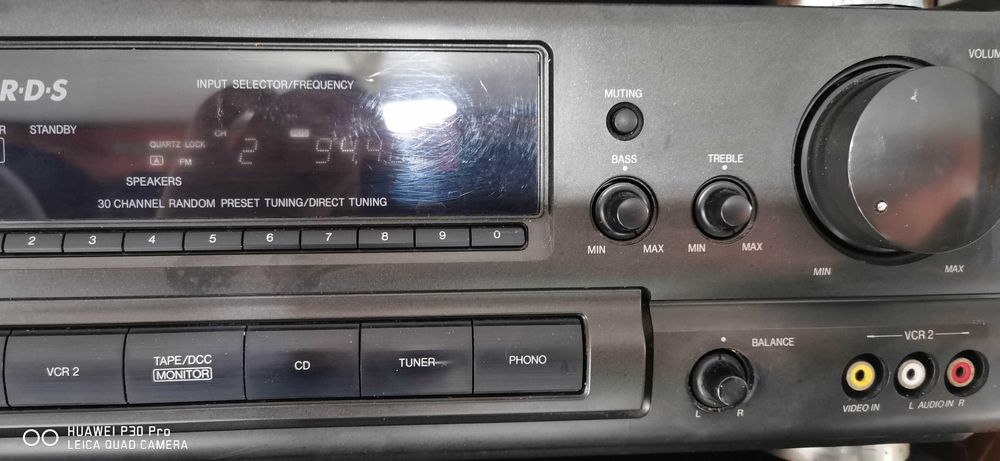 VOLUM
R·D·S
INPUT SELECTOR/FREQUENCY
MUTING
STANDBY
CH
QUARTZ LOCK
2
A FM
BASS
TREBLE
SPEAKERS
30 CHANNEL RANDOM PRESET TUNING/DIRECT TUNING
2 3 4 5 6 7 8 9 0
MIN MAX
MIN MAX
MIN MAX
BALANCE
VCR 2
VCR 2
TAPE/DCC
MONITOR
CD
TUNER
PHONO
L R
VIDEO IN
L AUDIO IN R
HUAWEI P30 Pro
LEICA QUAD CAMERA